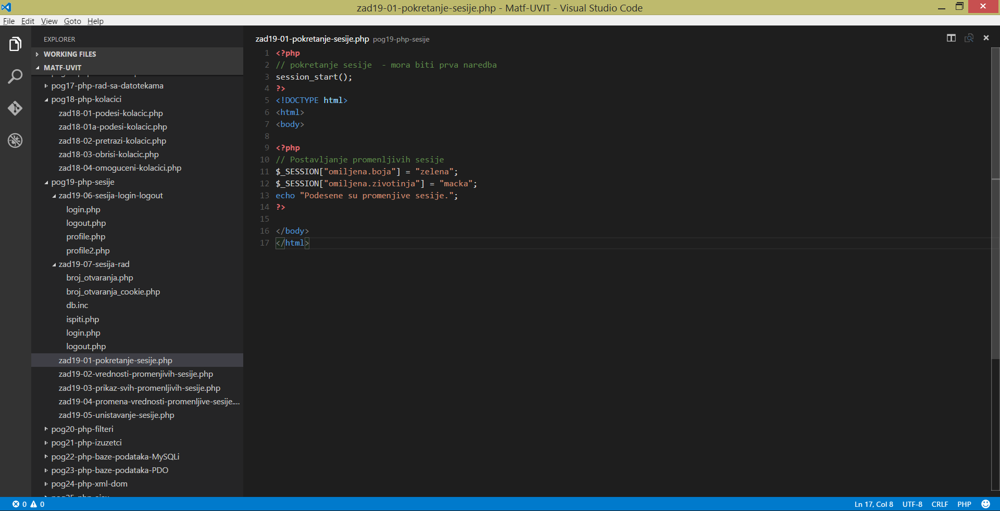 zad19-01-pokretanje-sesije.php - Matf-UVIT - Visual Studio Code
File Edit View Goto Help
EXPLORER
WORKING FILES
MATF-UVIT
pog17-php-rad-sa-datotekama
pog18-php-kolacici
zad18-01-podesi-kolacic.php
zad18-01a-podesi-kolacic.php
zad18-02-pretrazi-kolacic.php
zad18-03-obrisi-kolacic.php
zad18-04-omoguceni-kolacici.php
pog19-php-sesije
zad19-06-sesija-login-logout
login.php
logout.php
profile.php
profile2.php
zad19-07-sesija-rad
broj_otvaranja.php
broj_otvaranja_cookie.php
db.inc
ispiti.php
login.php
logout.php
zad19-01-pokretanje-sesije.php
zad19-02-vrednosti-promenjivih-sesije.php
zad19-03-prikaz-svih-promenljivih-sesije.php
zad19-04-promena-vrednosti-promenljive-sesije....
zad19-05-unistavanje-sesije.php
pog20-php-filteri
pog21-php-izuzetci
pog22-php-baze-podataka-MySQLi
pog23-php-baze-podataka-PDO
pog24-php-xml-dom
zad19-01-pokretanje-sesije.php pog19-php-sesije
1 <?php
2 // pokretanje sesije  - mora biti prva naredba
3 session_start();
4 ?>
5 <!DOCTYPE html>
6 <html>
7 <body>
8
9 <?php
10 // Postavljanje promenljivih sesije
11 $_SESSION["omiljena.boja"] = "zelena";
12 $_SESSION["omiljena.zivotinja"] = "macka";
13 echo "Podesene su promenjive sesije.";
14 ?>
15
16 </body>
17 </html>
0 0
Ln 17, Col 8 UTF-8 CRLF PHP